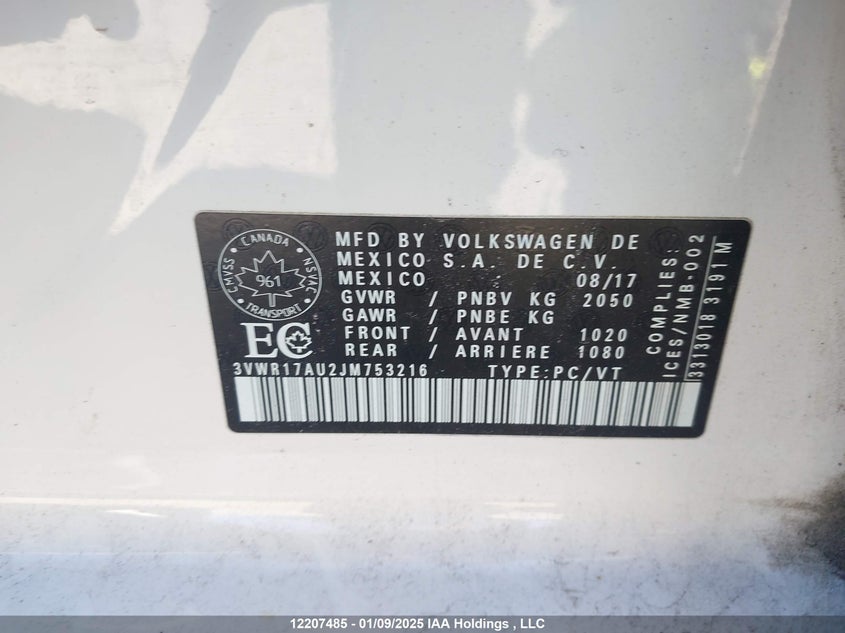 CANADA
CMVSS
NSVAC
961
TRANSPORT
EC
MFD BY VOLKSWAGEN DE
MEXICO S.A. DE C.V.
MEXICO 08/17
GVWR / PNBV KG 2050
GAWR / PNBE KG
FRONT / AVANT 1020
REAR / ARRIERE 1080
3VWR17AU2JM753216 TYPE:PC/VT
COMPLIES:
ICES/NMB-002
3313018 3191 M
12207485 - 01/09/2025 IAA Holdings , LLC